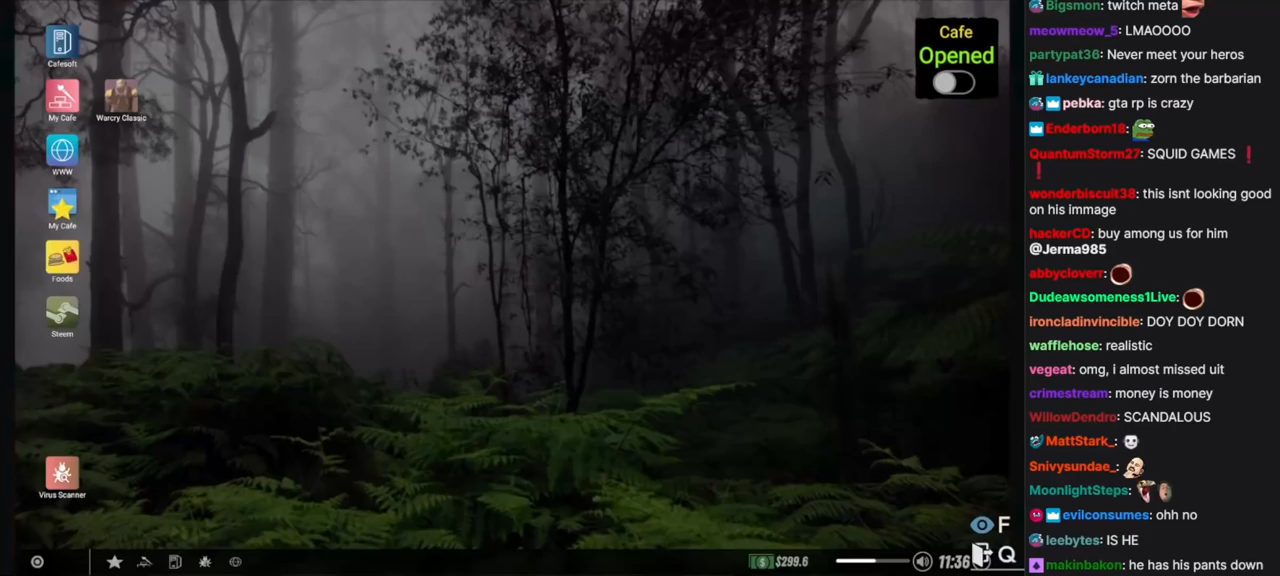 Cafesoft
My Cafe
Warcry Classic
WWW
My Cafe
Foods
Steem
Virus Scanner
Cafe
Opened
F
$299.6
11:36
Q
Bigsmon: twitch meta
meowmeow_5: LMAOOOO
partypat36: Never meet your heros
lankeycanadian: zorn the barbarian
pebka: gta rp is crazy
Enderborn18:
QuantumStorm27: SQUID GAMES ❗
❗
wonderbiscuit38: this isnt looking good
on his immage
hackerCD: buy among us for him
@Jerma985
abbycloverr:
Dudeawsomeness1Live:
ironcladinvincible: DOY DOY DORN
wafflehose: realistic
vegeat: omg, i almost missed uit
crimestream: money is money
WillowDendro: SCANDALOUS
MattStark_:
Snivysundae_:
MoonlightSteps:
evilconsumes: ohh no
leebytes: IS HE
makinbakon: he has his pants down